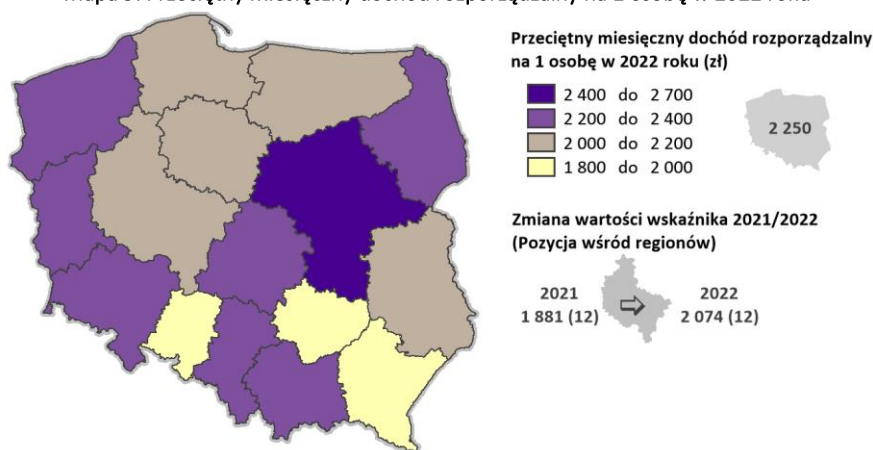 Przeciętny miesięczny dochód rozporządzalny
na 1 osobę w 2022 roku (zł)
2 400 do 2 700
2 200 do 2 400
2 000 do 2 200
1 800 do 2 000
2 250
Zmiana wartości wskaźnika 2021/2022
(Pozycja wśród regionów)
2021
1 881 (12)
2022
2 074 (12)